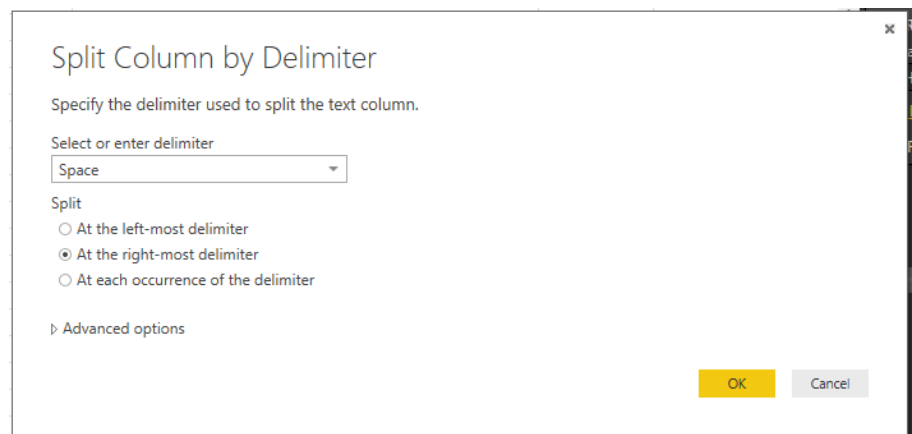 Split Column by Delimiter
Specify the delimiter used to split the text column.
Select or enter delimiter
Space
Split
At the left-most delimiter
At the right-most delimiter
At each occurrence of the delimiter
Advanced options
OK Cancel